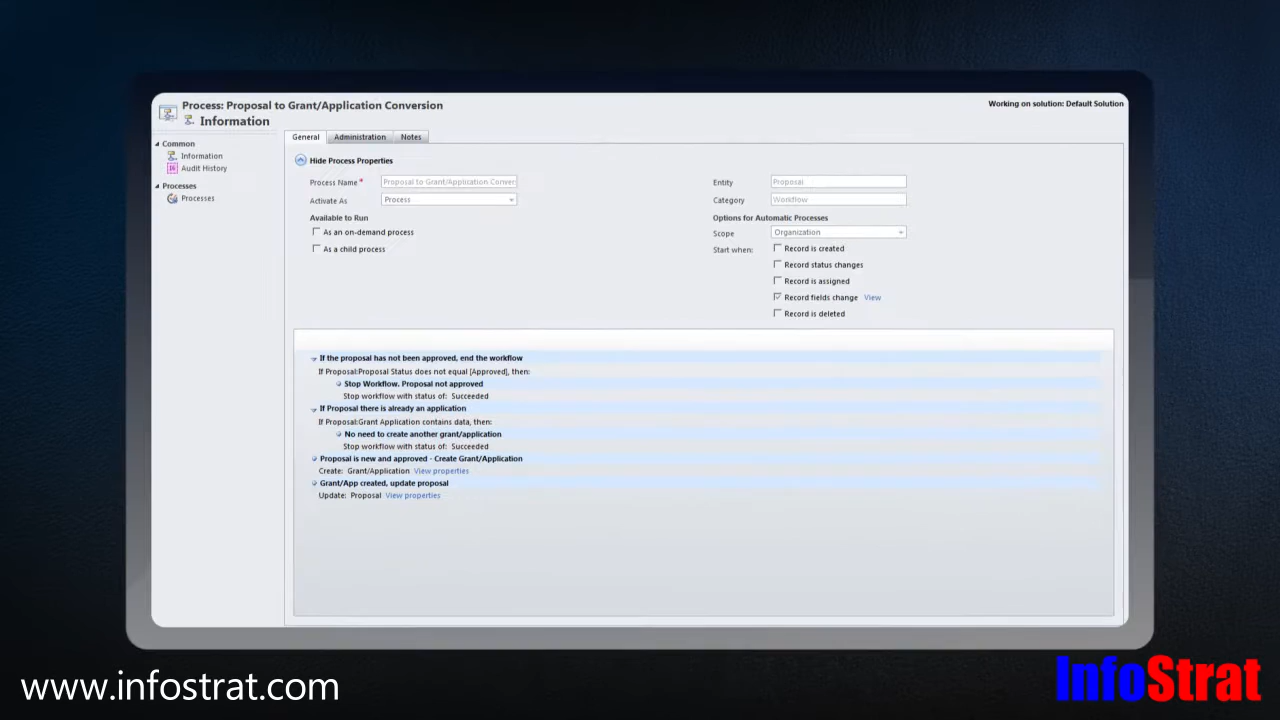 Process: Proposal to Grant/Application Conversion
Information
Working on solution: Default Solution
Common
Information
Audit History
Processes
Processes
General
Administration
Notes
Hide Process Properties
Process Name *
Proposal to Grant/Application Conver
Activate As
Process
Available to Run
As an on-demand process
As a child process
Entity
Proposal
Category
Workflow
Options for Automatic Processes
Scope
Organization
Start when:
Record is created
Record status changes
Record is assigned
Record fields change View
Record is deleted
If the proposal has not been approved, end the workflow
If Proposal:Proposal Status does not equal [Approved], then:
Stop Workflow. Proposal not approved
Stop workflow with status of: Succeeded
If Proposal there is already an application
If Proposal:Grant Application contains data, then:
No need to create another grant/application
Stop workflow with status of: Succeeded
Proposal is new and approved - Create Grant/Application
Create: Grant/Application View properties
Grant/App created, update proposal
Update: Proposal View properties
www.infostrat.com
InfoStrat